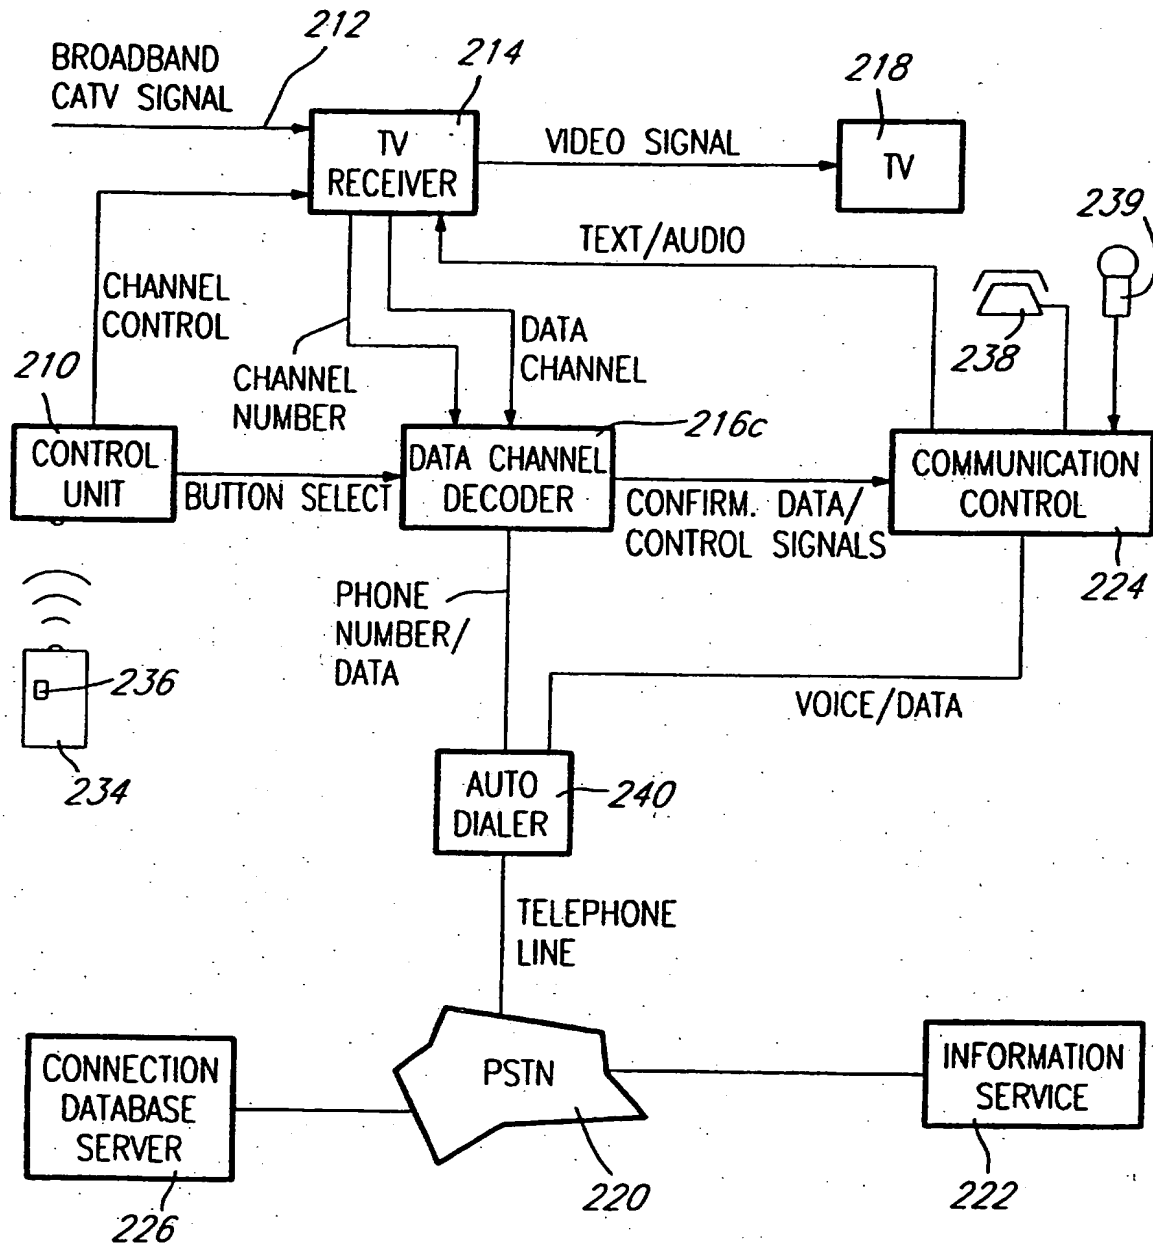 212
BROADBAND
CATV SIGNAL
214
218
TV
RECEIVER
VIDEO SIGNAL
TV
239
TEXT/AUDIO
CHANNEL
CONTROL
DATA
CHANNEL
238
210
CHANNEL
NUMBER
216c
CONTROL
UNIT
BUTTON SELECT
DATA CHANNEL
DECODER
CONFIRM. DATA/
CONTROL SIGNALS
COMMUNICATION
CONTROL
224
PHONE
NUMBER/
DATA
236
234
VOICE/DATA
AUTO
DIALER
240
TELEPHONE
LINE
CONNECTION
DATABASE
SERVER
PSTN
INFORMATION
SERVICE
226
220
222